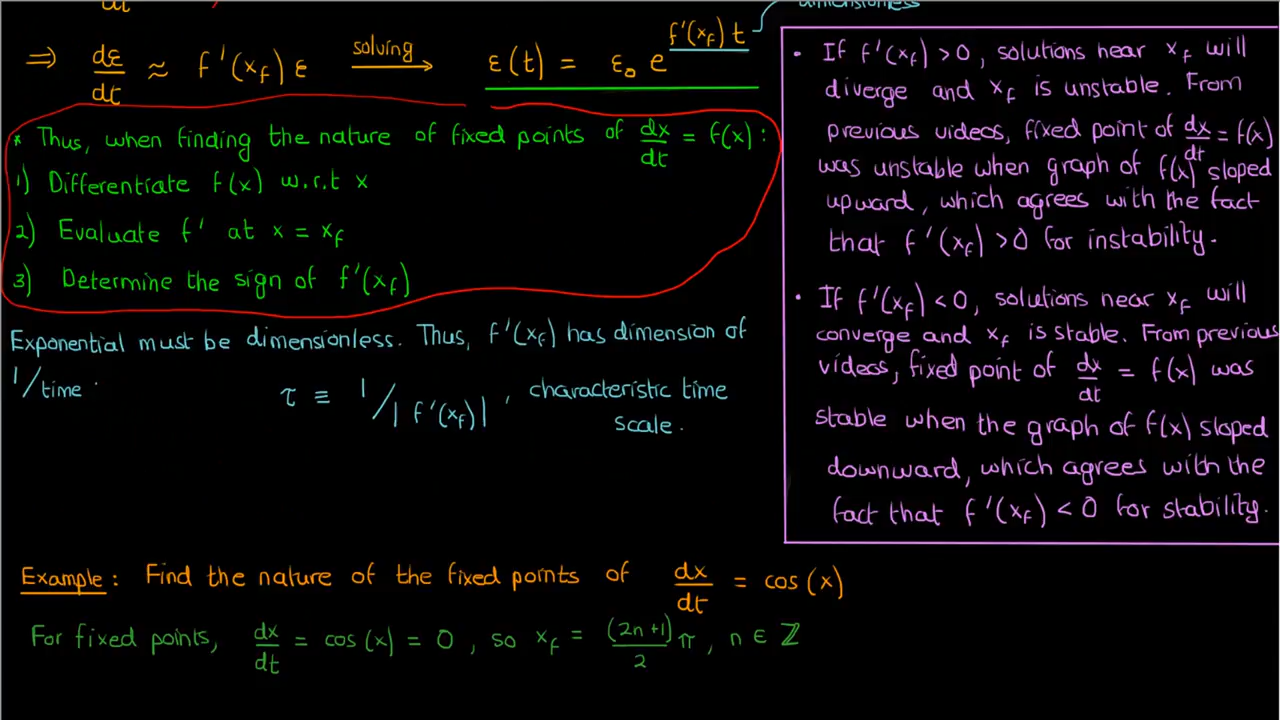 dt
dimensionless
⇒ dε/dt ≈ f'(x_f) ε solving → ε(t) = ε₀ e^{f'(x_f) t}
* Thus, when finding the nature of fixed points of dx/dt = f(x) :
1) Differentiate f(x) w.r.t x
2) Evaluate f' at x = x_f
3) Determine the sign of f'(x_f)
Exponential must be dimensionless. Thus, f'(x_f) has dimension of
1/time .
τ ≡ 1/|f'(x_f)| , characteristic time
scale .
• If f'(x_f) > 0 , solutions near x_f will
diverge and x_f is unstable. From
previous videos, fixed point of dx/dt = f(x)
was unstable when graph of f(x) sloped
upward, which agrees with the fact
that f'(x_f) > 0 for instability.
• If f'(x_f) < 0, solutions near x_f will
converge and x_f is stable. From previous
videos, fixed point of dx/dt = f(x) was
stable when the graph of f(x) sloped
downward, which agrees with the
fact that f'(x_f) < 0 for stability.
Example : Find the nature of the fixed points of dx/dt = cos(x)
For fixed points, dx/dt = cos(x) = 0 , so x_f = (2n+1)/2 π , n ∈ ℤ